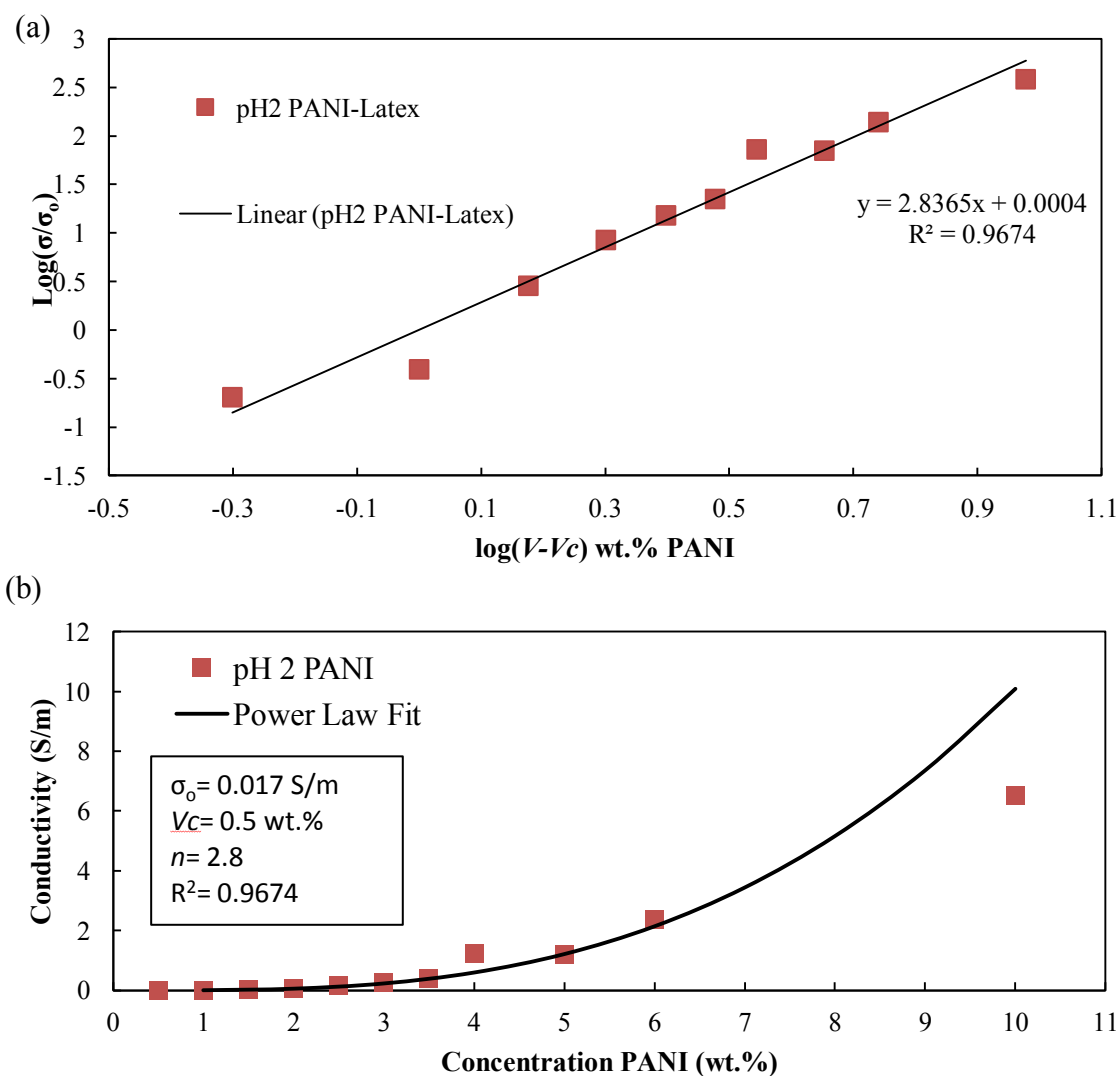 (a)
3
2.5
2
1.5
1
0.5
0
-0.5
-1
-1.5
Log(σ/σo)
pH2 PANI-Latex
Linear (pH2 PANI-Latex)
y = 2.8365x + 0.0004
R² = 0.9674
-0.5 -0.3 -0.1 0.1 0.3 0.5 0.7 0.9 1.1
log(V-Vc) wt.% PANI
(b)
12
10
8
6
4
2
0
Conductivity (S/m)
pH 2 PANI
Power Law Fit
σo= 0.017 S/m
Vc= 0.5 wt.%
n= 2.8
R²= 0.9674
0 1 2 3 4 5 6 7 8 9 10 11
Concentration PANI (wt.%)